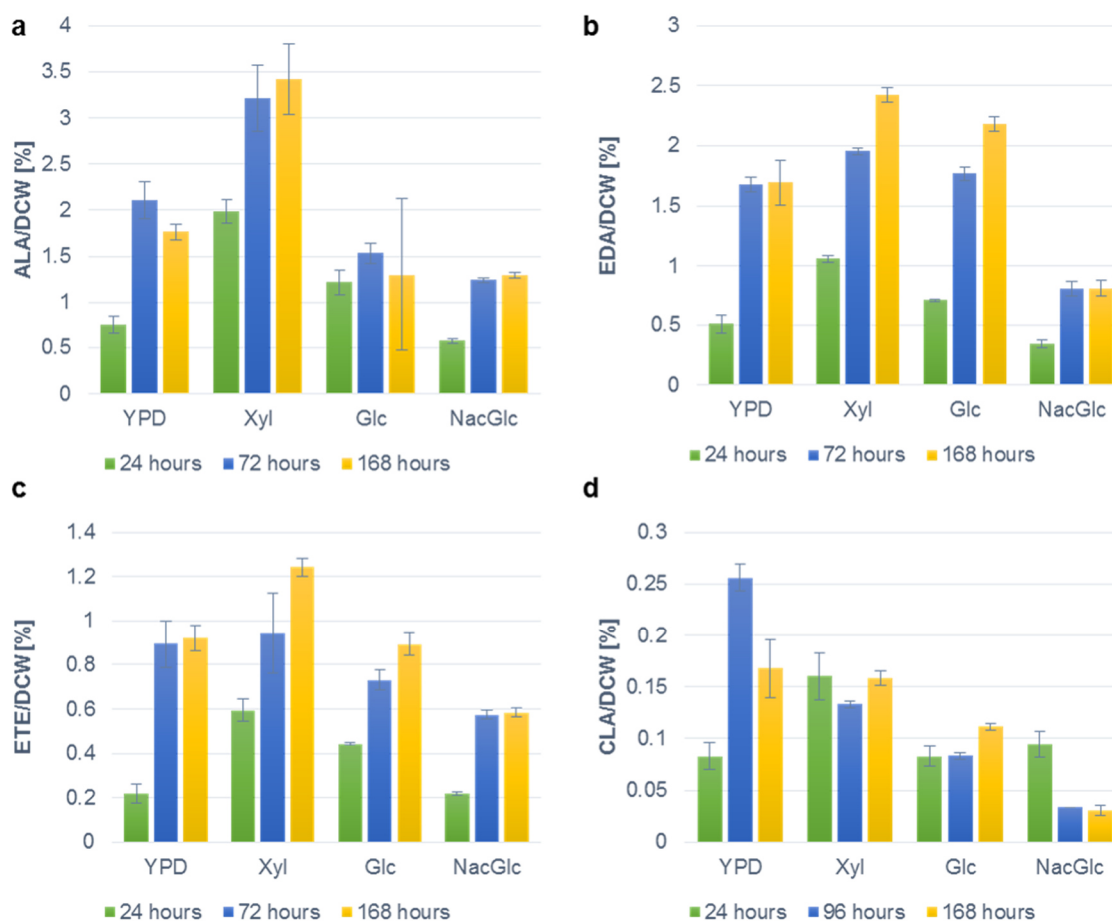 a
ALA/DCW [%]
4
3.5
3
2.5
2
1.5
1
0.5
0
YPD Xyl Glc NacGlc
24 hours 72 hours 168 hours
b
EDA/DCW [%]
3
2.5
2
1.5
1
0.5
0
YPD Xyl Glc NacGlc
24 hours 72 hours 168 hours
c
ETE/DCW [%]
1.4
1.2
1
0.8
0.6
0.4
0.2
0
YPD Xyl Glc NacGlc
24 hours 72 hours 168 hours
d
CLA/DCW [%]
0.3
0.25
0.2
0.15
0.1
0.05
0
YPD Xyl Glc NacGlc
24 hours 96 hours 168 hours